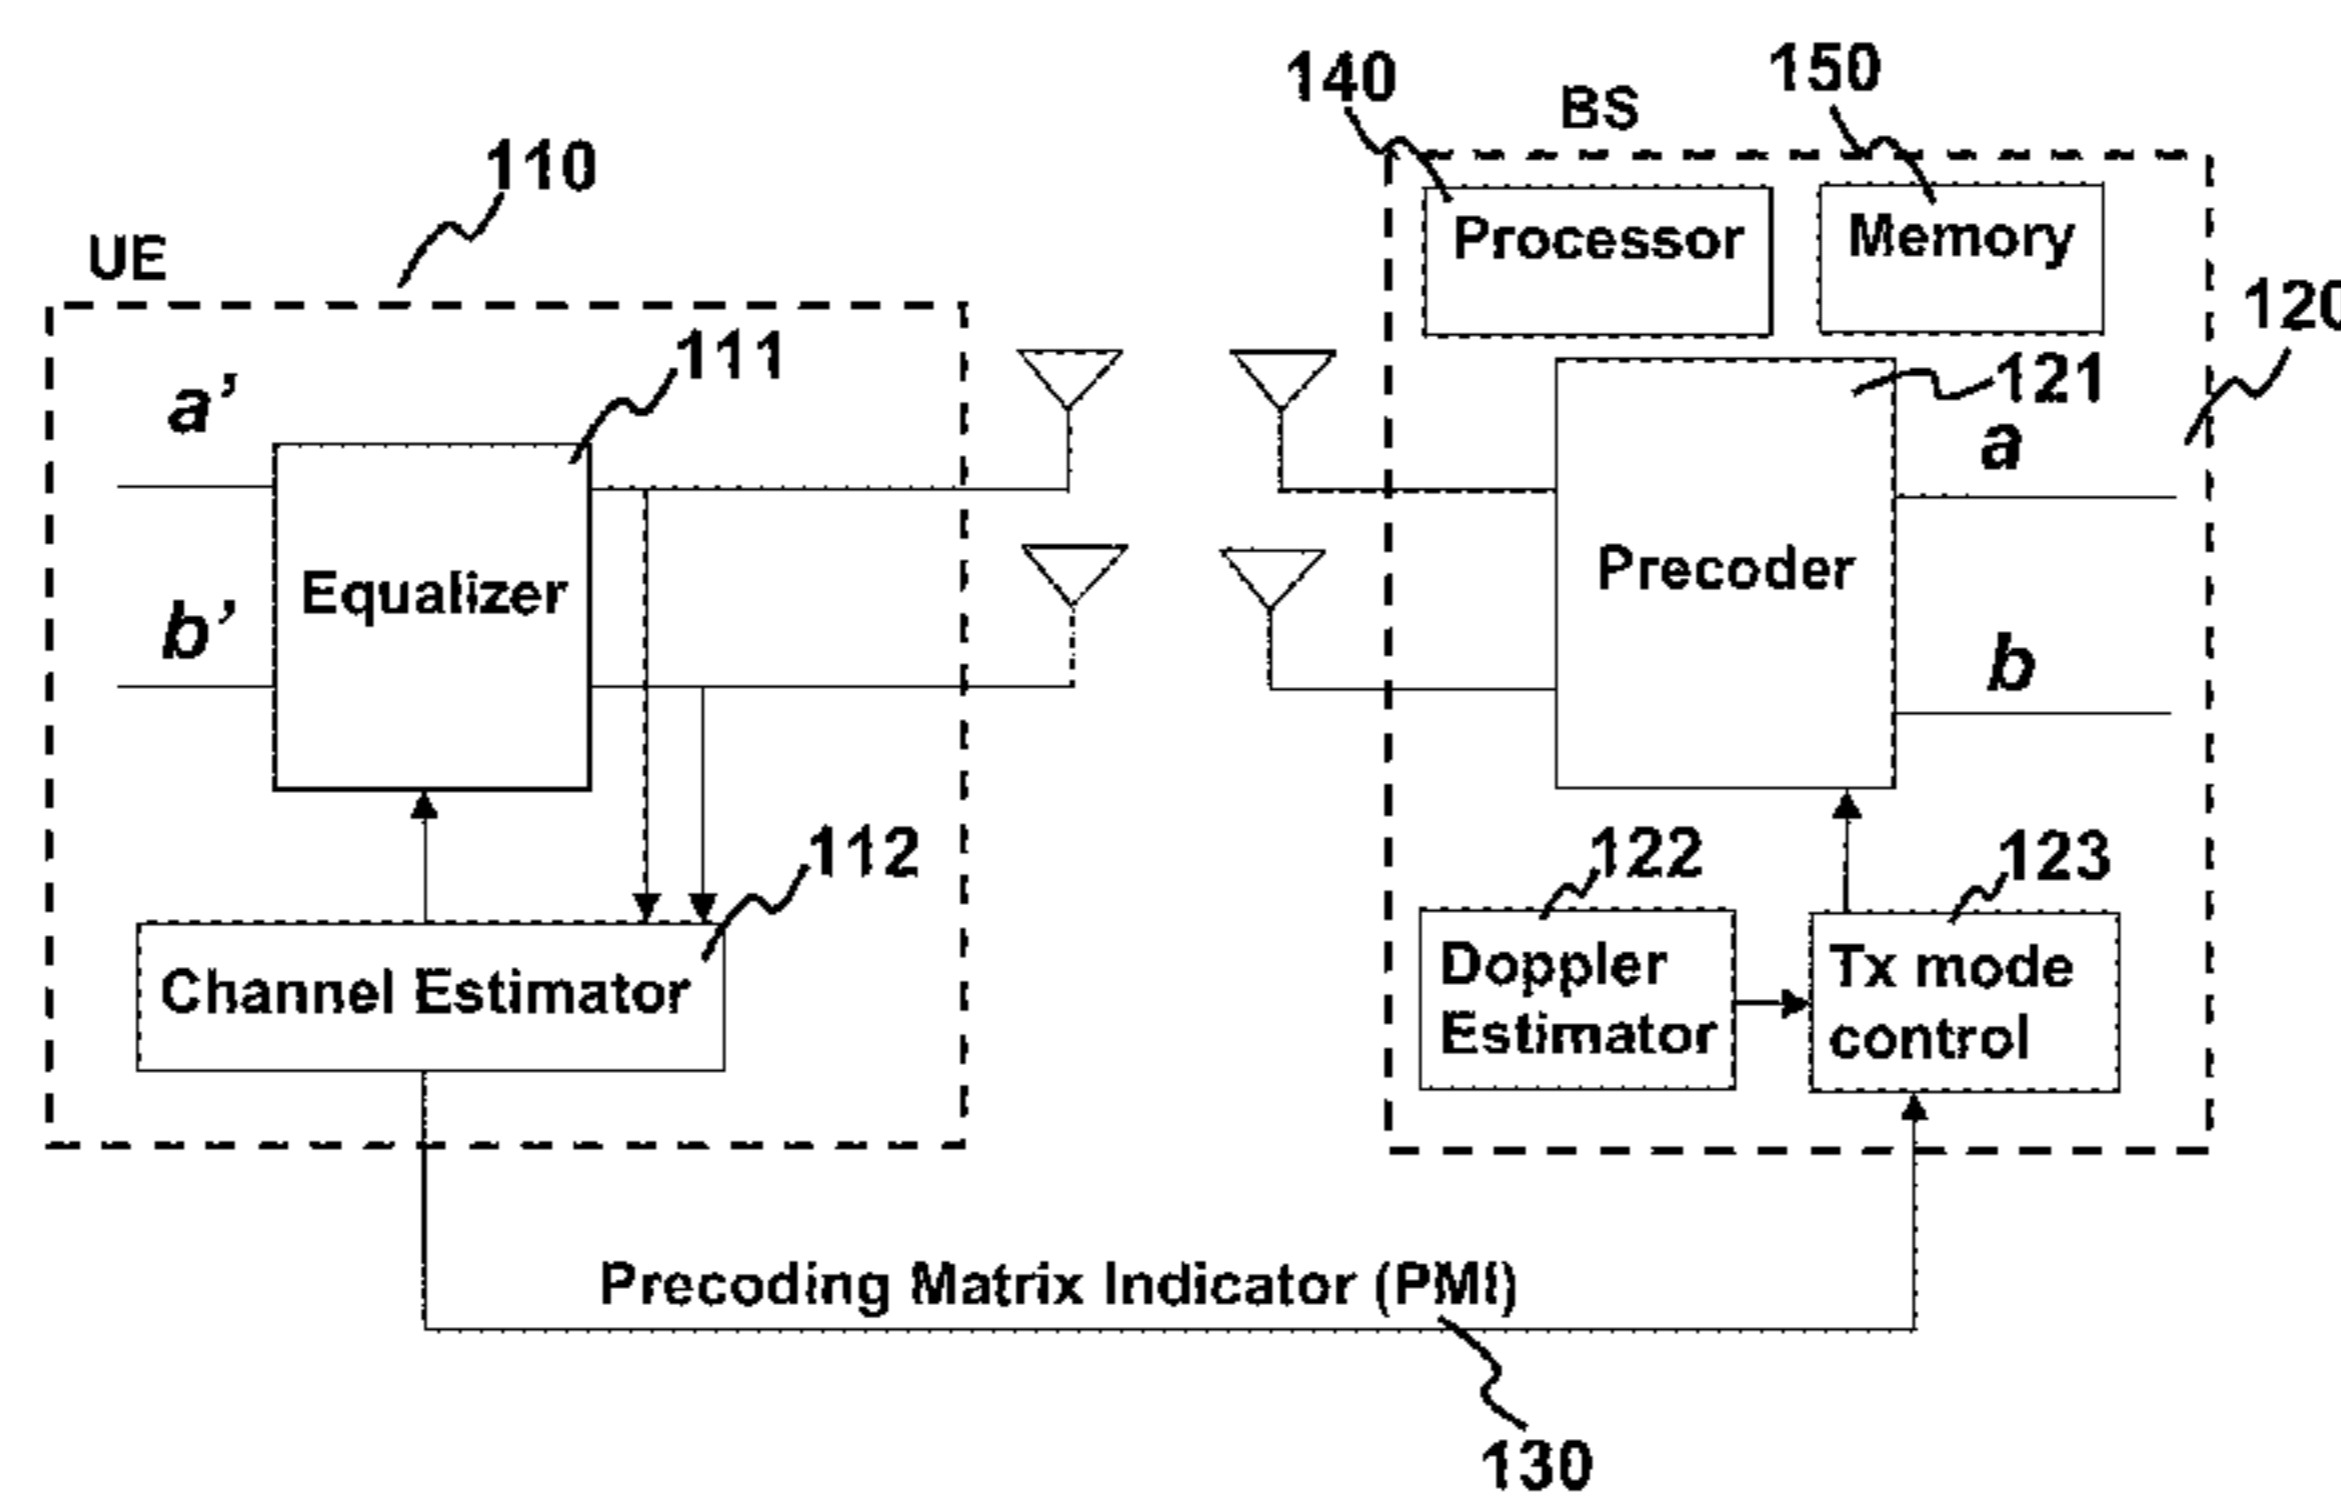 140
BS
150
110
UE
Processor
Memory
120
111
121
a’
a
Equalizer
Precoder
b’
b
112
122
123
Channel Estimator
Doppler
Estimator
Tx mode
control
Precoding Matrix Indicator (PMI)
130